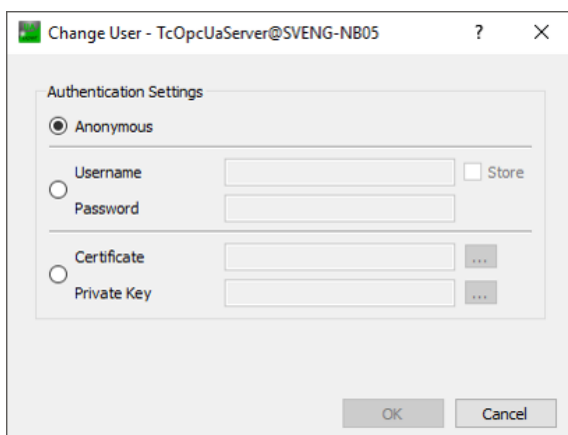 Change User - TcOpcUaServer@SVENG-NB05
?
Authentication Settings
Anonymous
Username
Store
Password
Certificate
...
Private Key
...
OK
Cancel